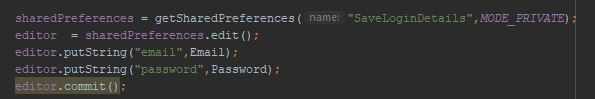 sharedPreferences = getSharedPreferences( name: "SaveLoginDetails",MODE_PRIVATE);
editor  = sharedPreferences.edit();
editor.putString("email",Email);
editor.putString("password",Password);
editor.commit();